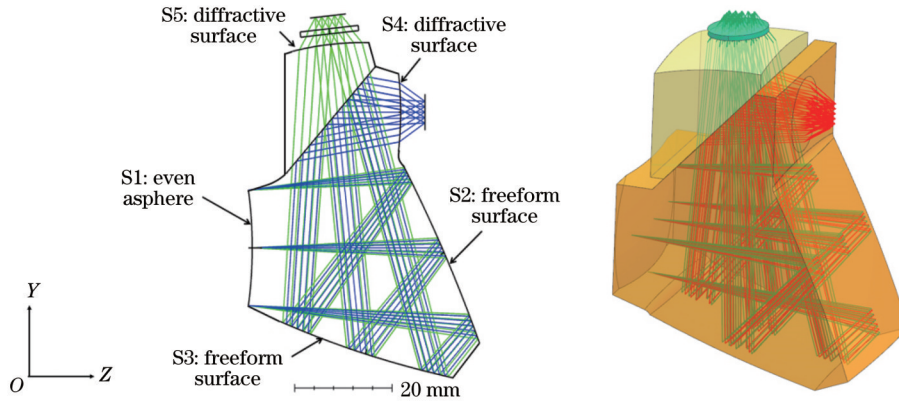 S5: diffractive
surface
S4: diffractive
surface
S1: even
asphere
S2: freeform
surface
S3: freeform
surface
20 mm
Y
O
Z